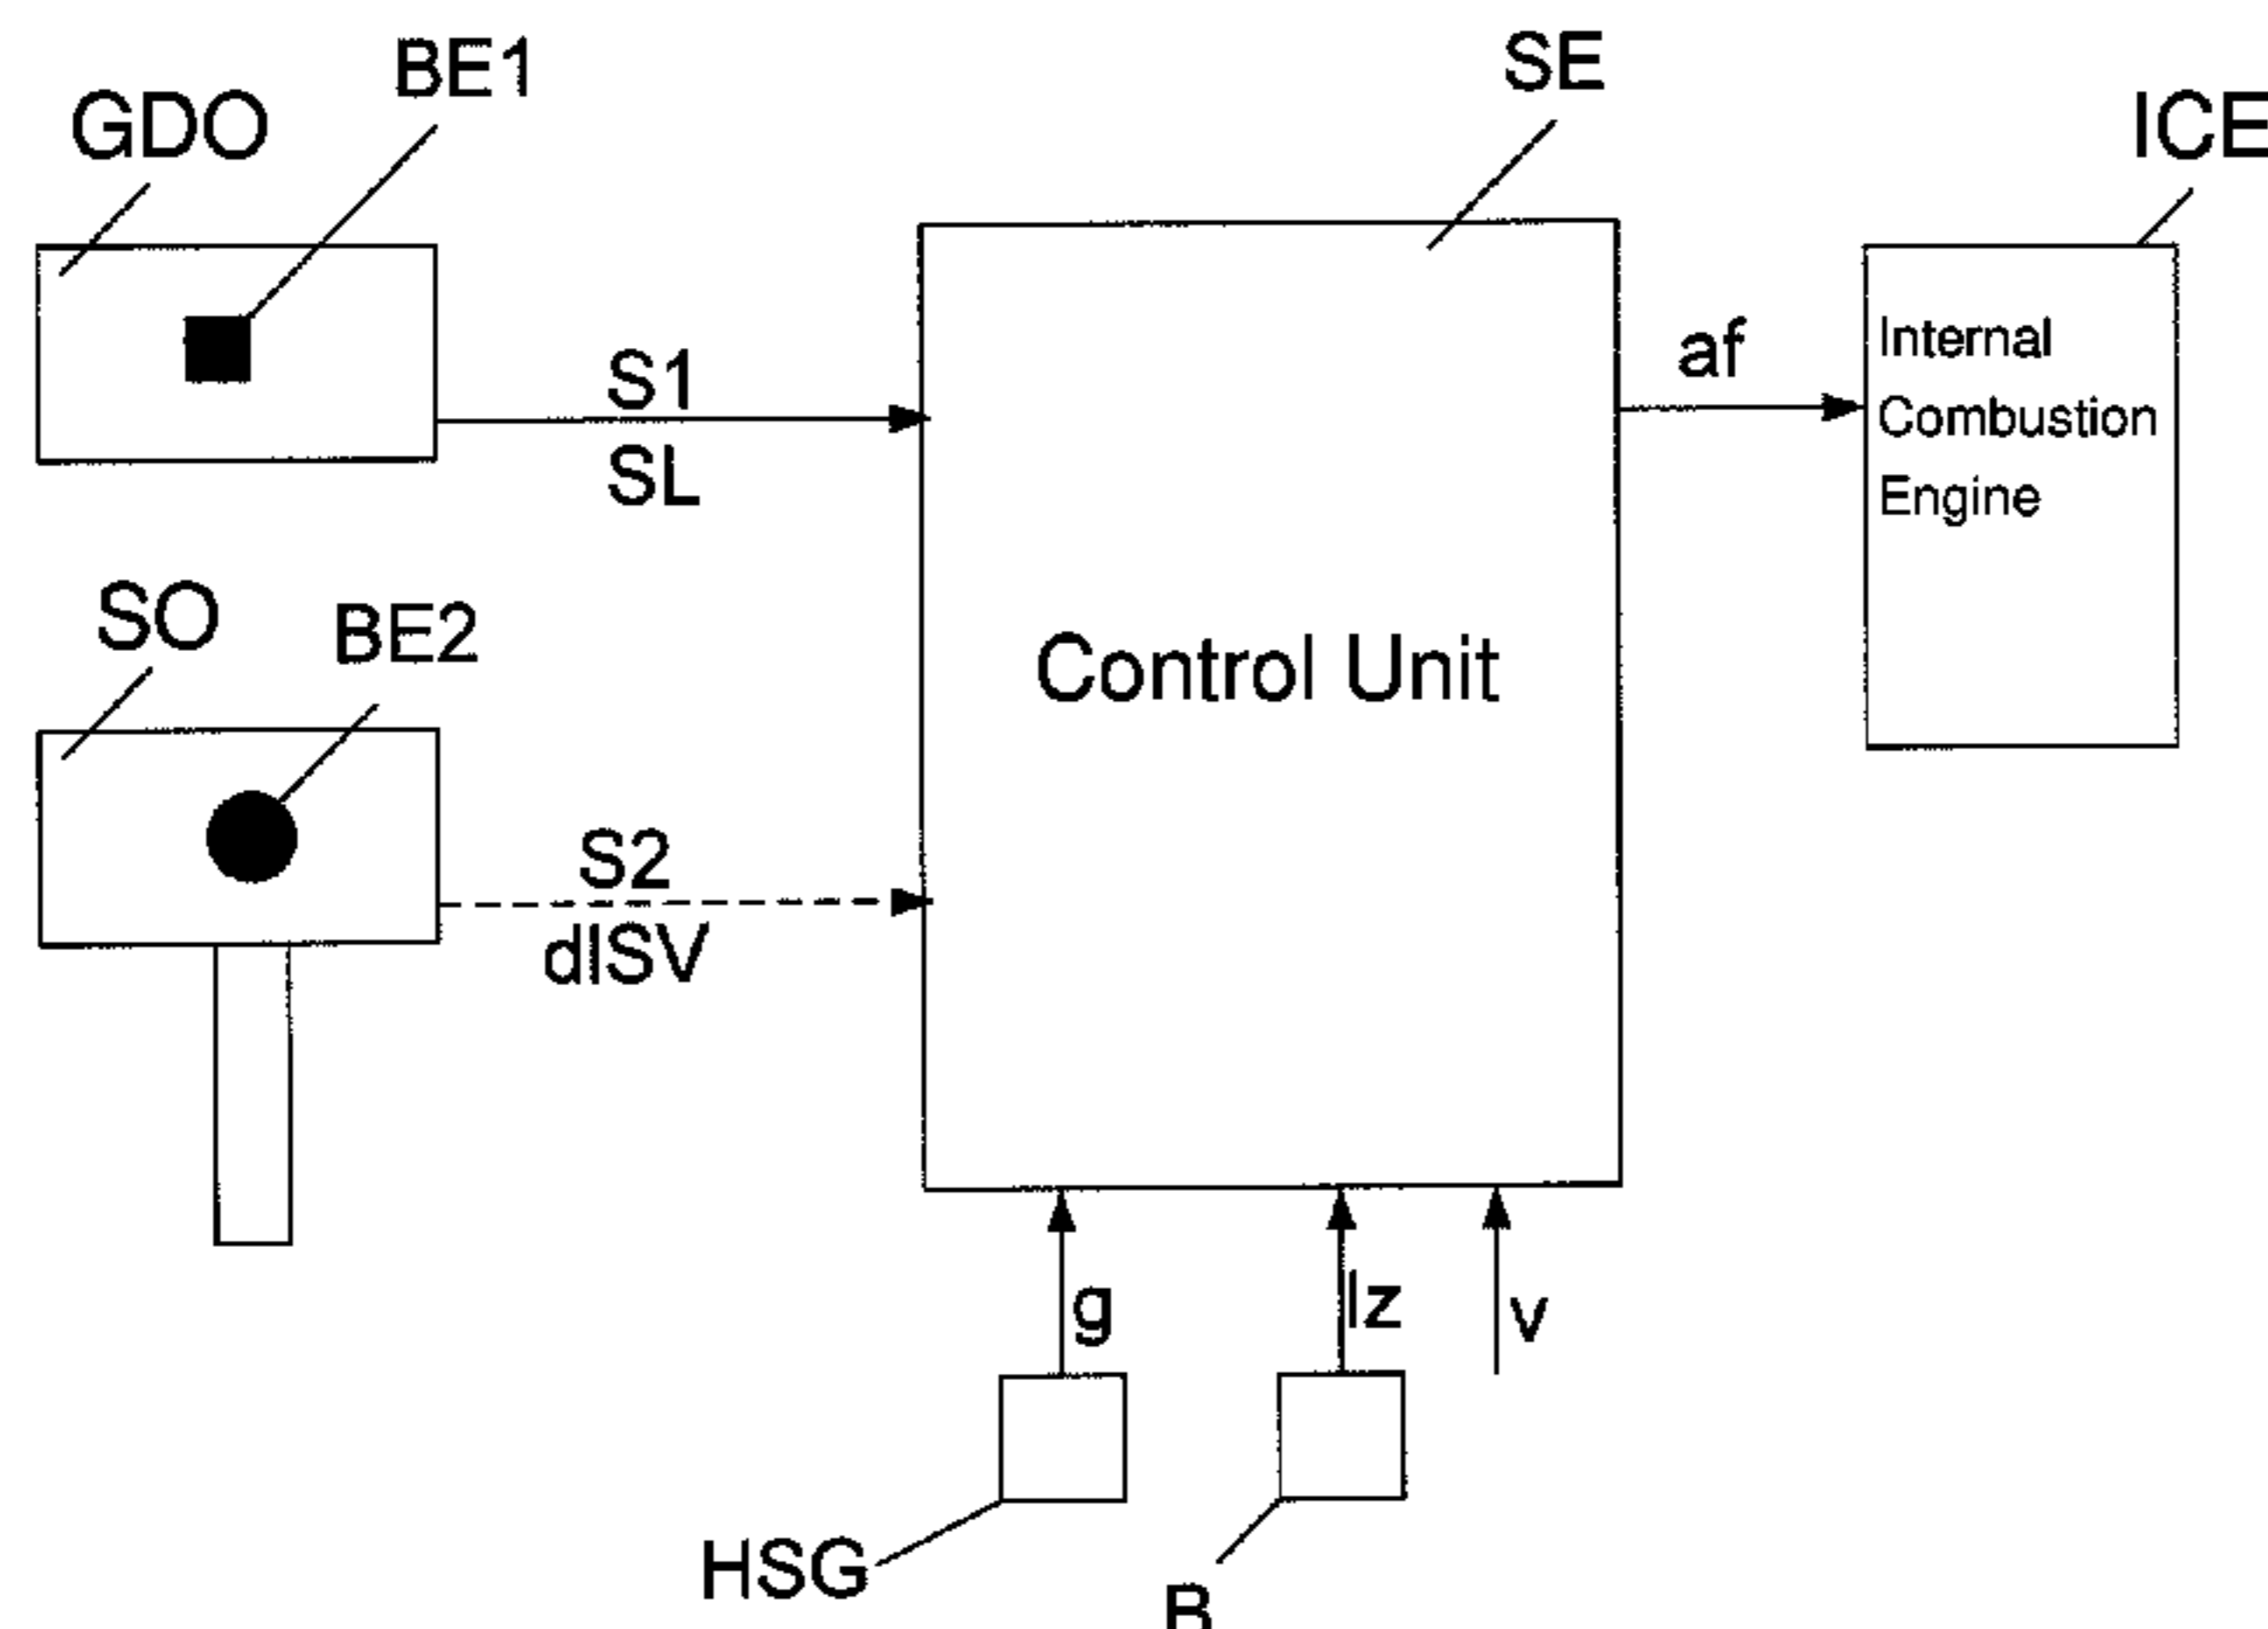 BE1
SE
GDO
ICE
S1
SL
af
Internal
Combustion
Engine
SO
BE2
Control Unit
S2
dISV
g
lz
v
HSG
B